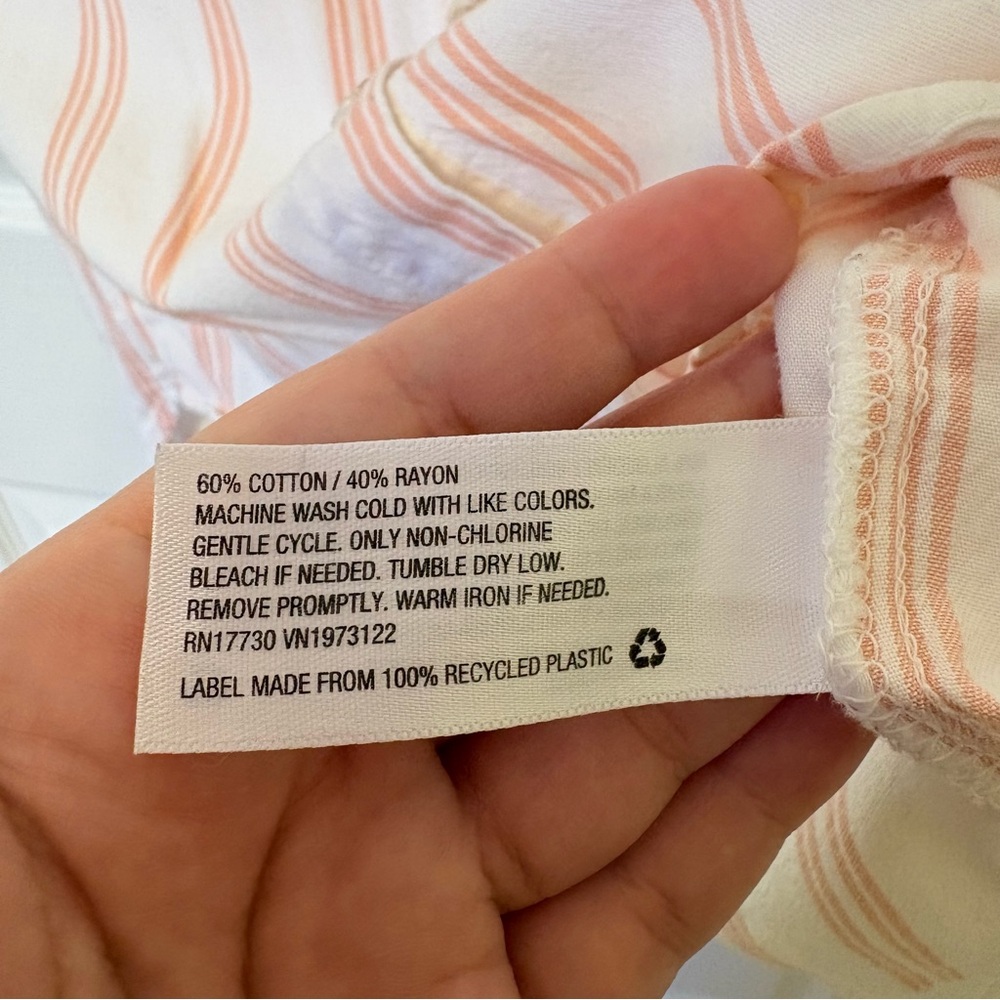 60% COTTON / 40% RAYON
MACHINE WASH COLD WITH LIKE COLORS.
GENTLE CYCLE. ONLY NON-CHLORINE
BLEACH IF NEEDED. TUMBLE DRY LOW.
REMOVE PROMPTLY. WARM IRON IF NEEDED.
RN17730 VN1973122
LABEL MADE FROM 100% RECYCLED PLASTIC